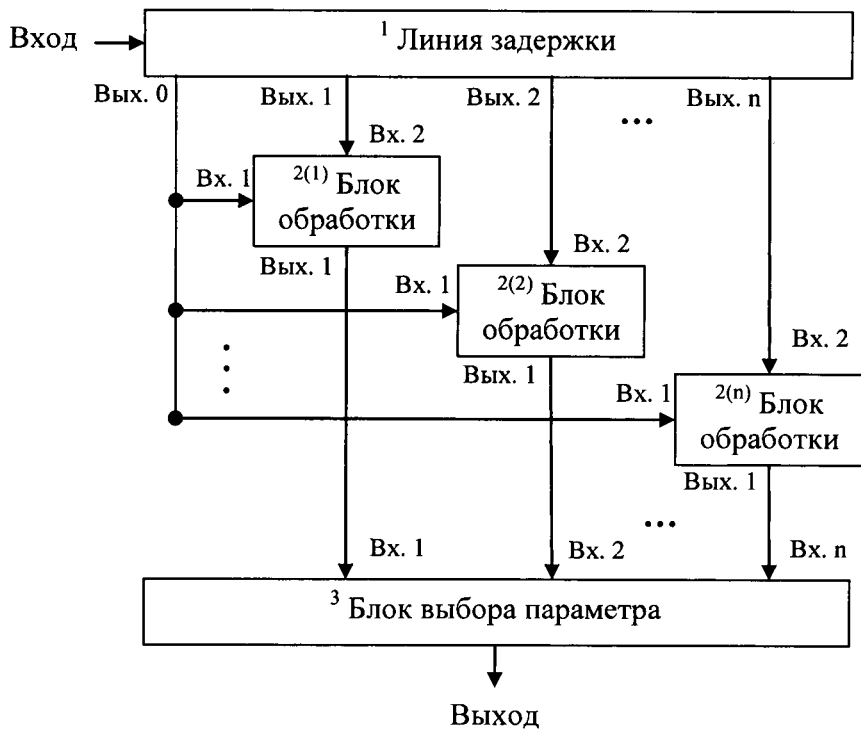 Вход
1 Линия задержки
Вых. 0
Вых. 1
Вых. 2
Вых. n
...
Вх. 2
Вх. 1
2(1) Блок
обработки
Вых. 1
Вх. 2
Вх. 1
2(2) Блок
обработки
Вых. 1
Вх. 2
Вх. 1
2(n) Блок
обработки
Вых. 1
...
Вх. 1
Вх. 2
Вх. n
3 Блок выбора параметра
Выход